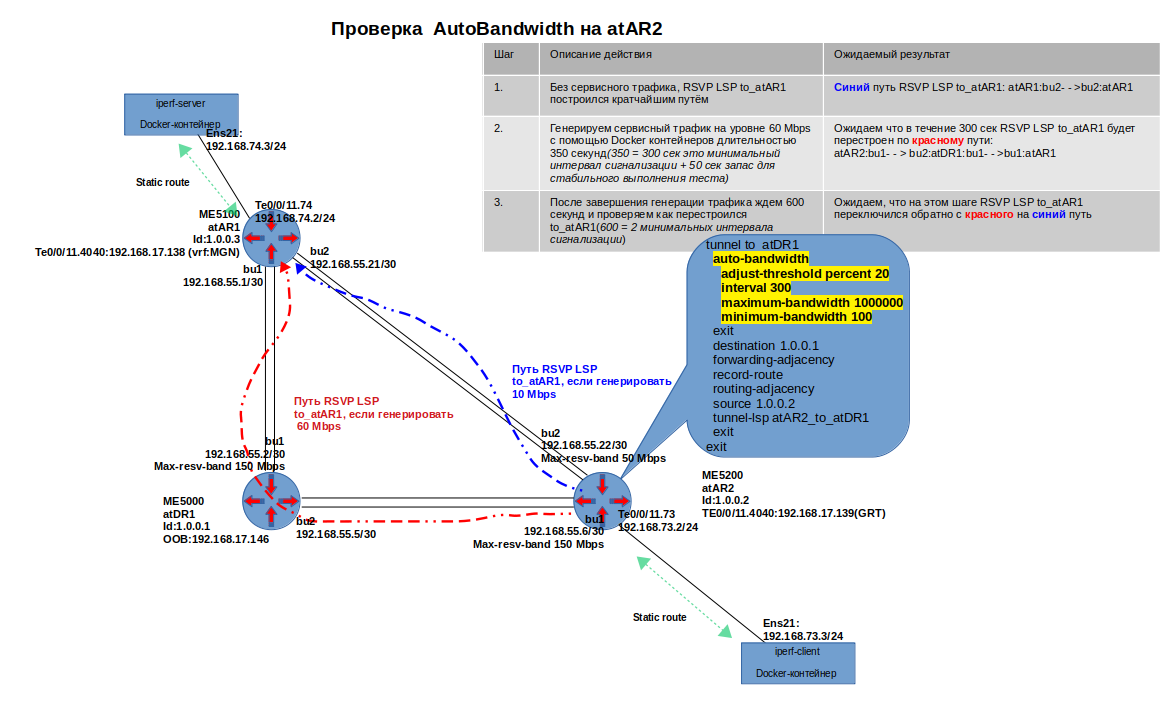 Проверка AutoBandwidth на atAR2
Шаг
Описание действия
Ожидаемый результат
1.
Без сервисного трафика, RSVP LSP to_atAR1
построился кратчайшим путём
Синий путь RSVP LSP to_atAR1: atAR1:bu2- - >bu2:atAR1
2.
Генерируем сервисный трафик на уровне 60 Mbps
с помощью Docker контейнеров длительностью
350 секунд(350 = 300 сек это минимальный
интервал сигнализации + 50 сек запас для
стабильного выполнения теста)
Ожидаем что в течение 300 сек RSVP LSP to_atAR1 будет
перестроен по красному пути:
atAR2:bu1- - > bu2:atDR1:bu1- - >bu1:atAR1
3.
После завершения генерации трафика ждем 600
секунд и проверяем как перестроился
to_atAR1(600 = 2 минимальных интервала
сигнализации)
Ожидаем, что на этом шаге RSVP LSP to_atAR1
переключился обратно с красного на синий путь
iperf-server
Docker-контейнер
Ens21:
192.168.74.3/24
Static route
Te0/0/11.74
192.168.74.2/24
ME5100
atAR1
Id:1.0.0.3
Te0/0/11.4040:192.168.17.138 (vrf:MGN)
bu1
192.168.55.1/30
bu2
192.168.55.21/30
tunnel to_atDR1
auto-bandwidth
adjust-threshold percent 20
interval 300
maximum-bandwidth 1000000
minimum-bandwidth 100
exit
destination 1.0.0.1
forwarding-adjacency
record-route
routing-adjacency
source 1.0.0.2
tunnel-lsp atAR2_to_atDR1
exit
exit
Путь RSVP LSP
to_atAR1, если генерировать
10 Mbps
Путь RSVP LSP
to_atAR1, если генерировать
60 Mbps
bu1
192.168.55.2/30
Max-resv-band 150 Mbps
bu2
192.168.55.22/30
Max-resv-band 50 Mbps
ME5000
atDR1
Id:1.0.0.1
OOB:192.168.17.146
bu2
192.168.55.5/30
bu1
192.168.55.6/30
Max-resv-band 150 Mbps
Te0/0/11.73
192.168.73.2/24
ME5200
atAR2
Id:1.0.0.2
TE0/0/11.4040:192.168.17.139(GRT)
Static route
Ens21:
192.168.73.3/24
iperf-client
Docker-контейнер